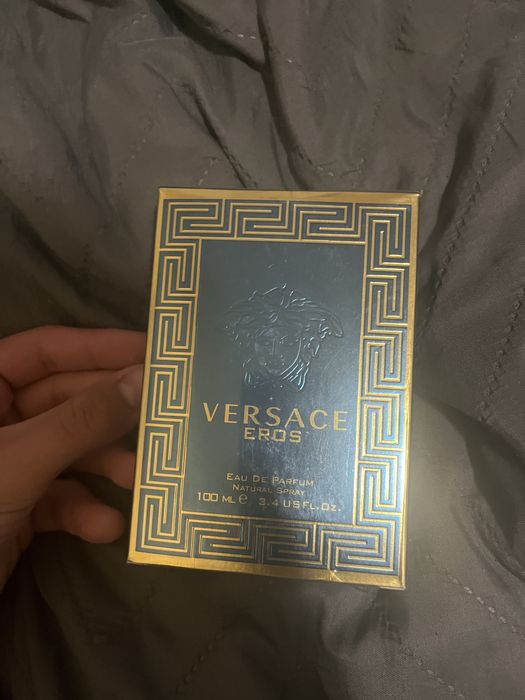 VERSACE
EROS
EAU DE PARFUM
NATURAL SPRAY
100 ML ℮ 3.4 US FL.OZ.